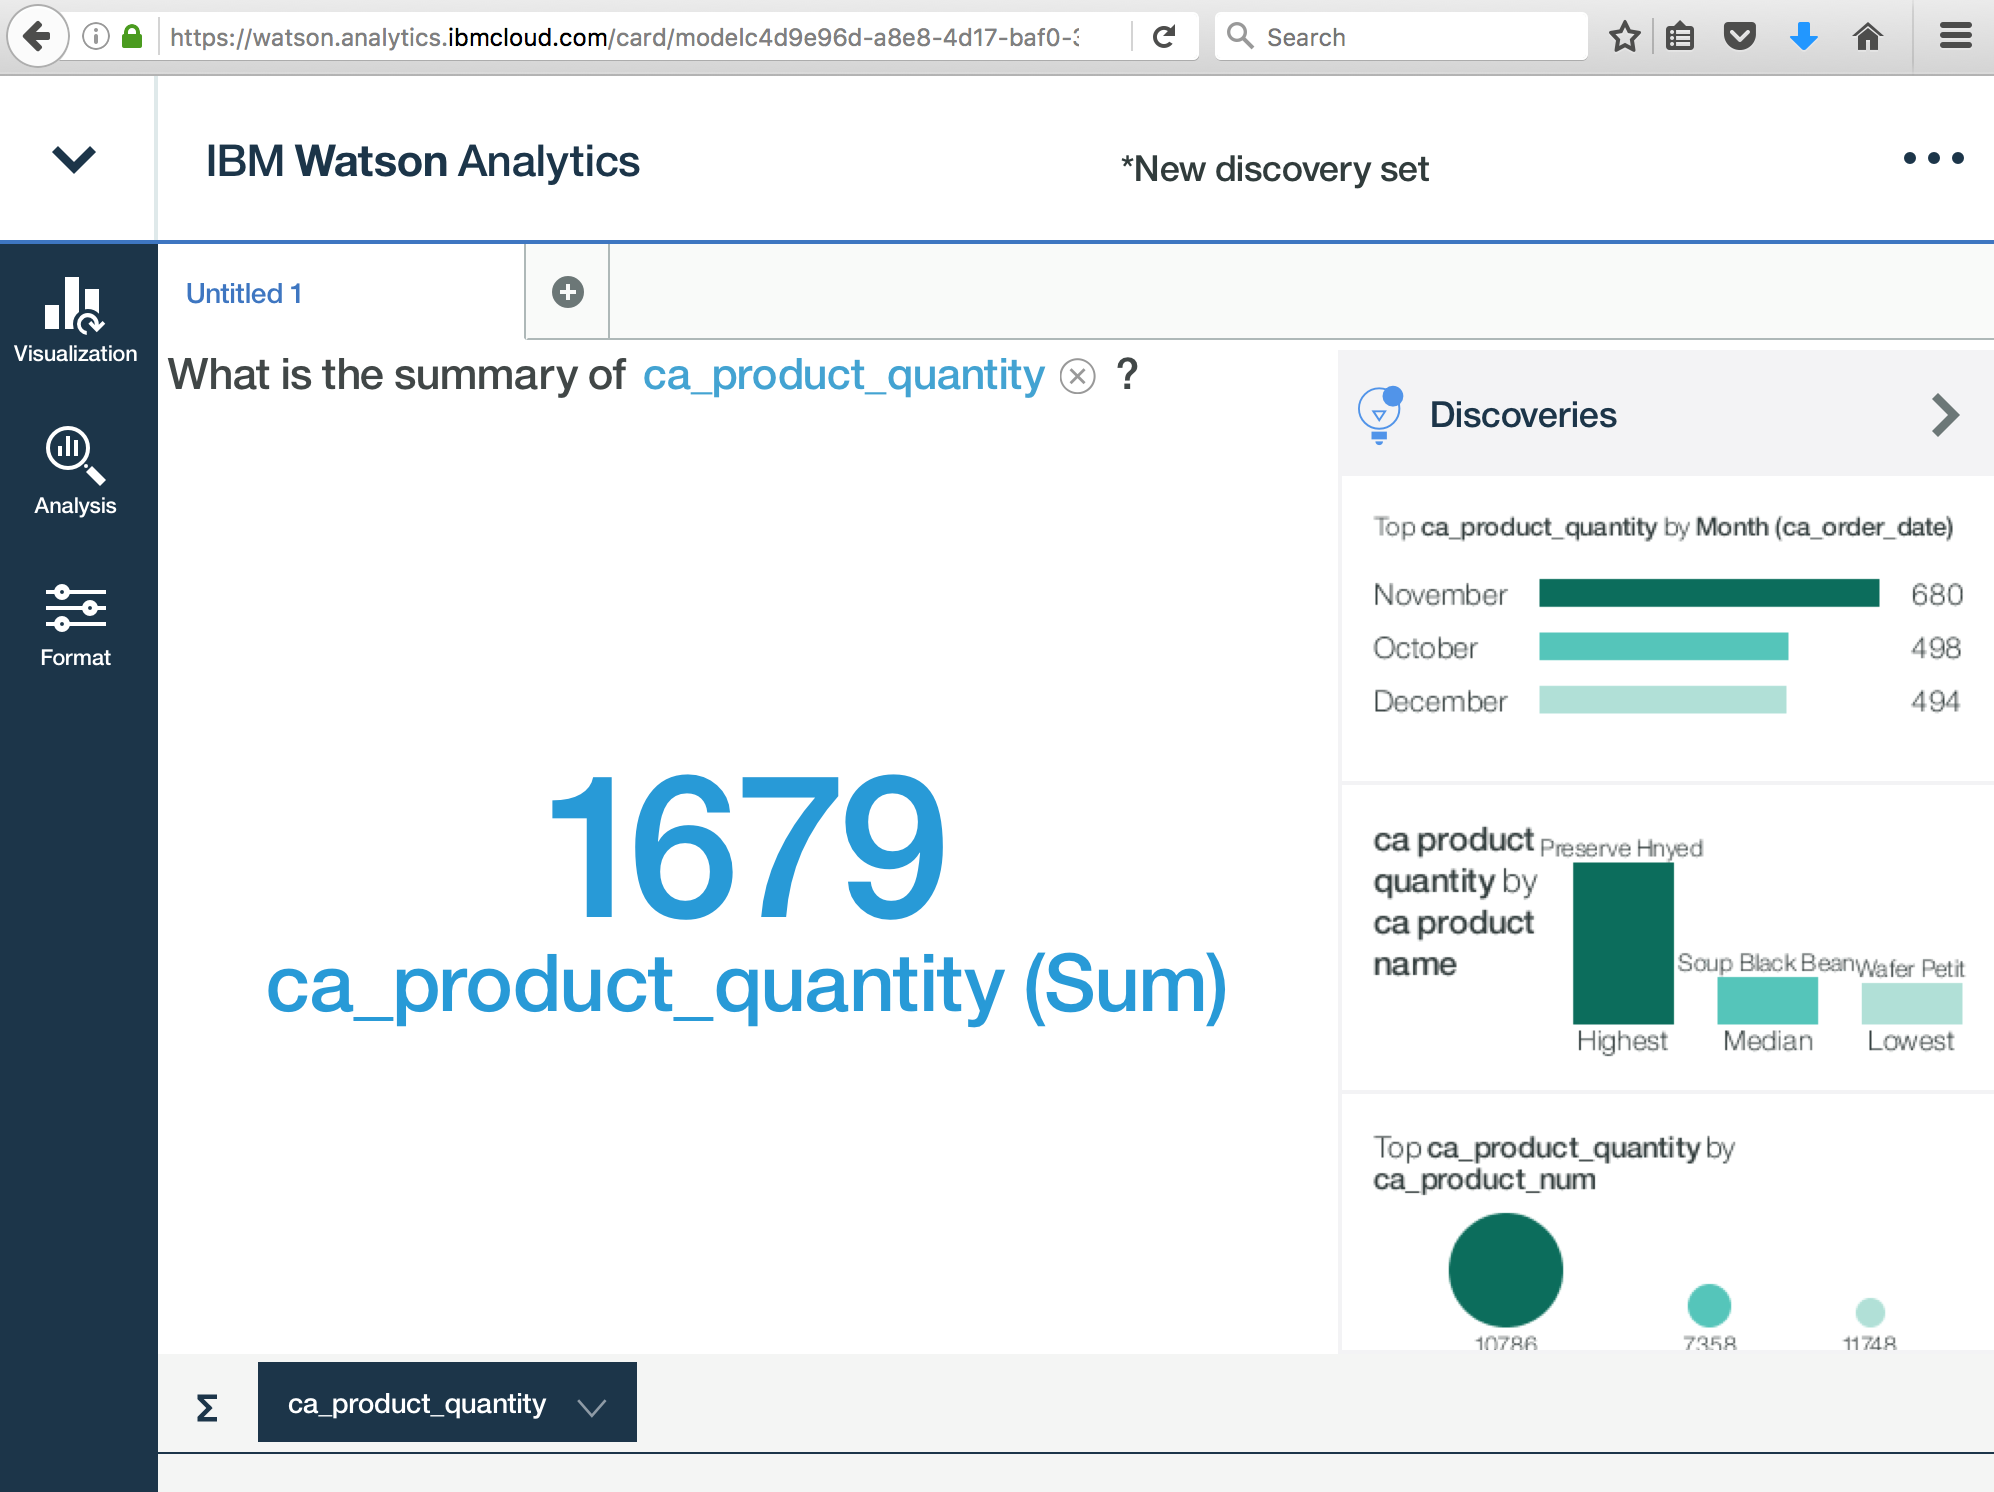 https://watson.analytics.ibmcloud.com/card/modelc4d9e96d-a8e8-4d17-baf0-3
Search
IBM Watson Analytics
*New discovery set
Untitled 1
Visualization
Analysis
Format
What is the summary of ca_product_quantity ?
1679
ca_product_quantity (Sum)
Discoveries
Top ca_product_quantity by Month (ca_order_date)
November 680
October 498
December 494
ca product
quantity by
ca product
name
Preserve Hnyed
Soup Black Bean
Wafer Petit
Highest
Median
Lowest
Top ca_product_quantity by
ca_product_num
10786
7358
11748
Σ
ca_product_quantity